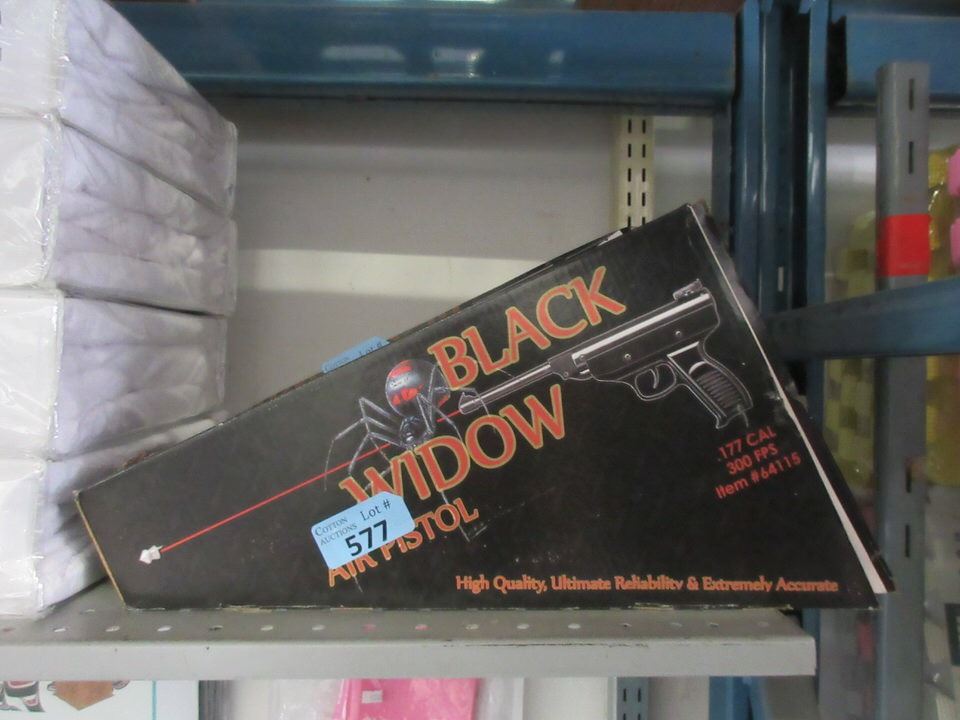 BLACK
WIDOW
AIR PISTOL
COTTON
AUCTIONS
Lot #
577
.177 CAL
300 FPS
Item #64115
High Quality, Ultimate Reliability & Extremely Accurate